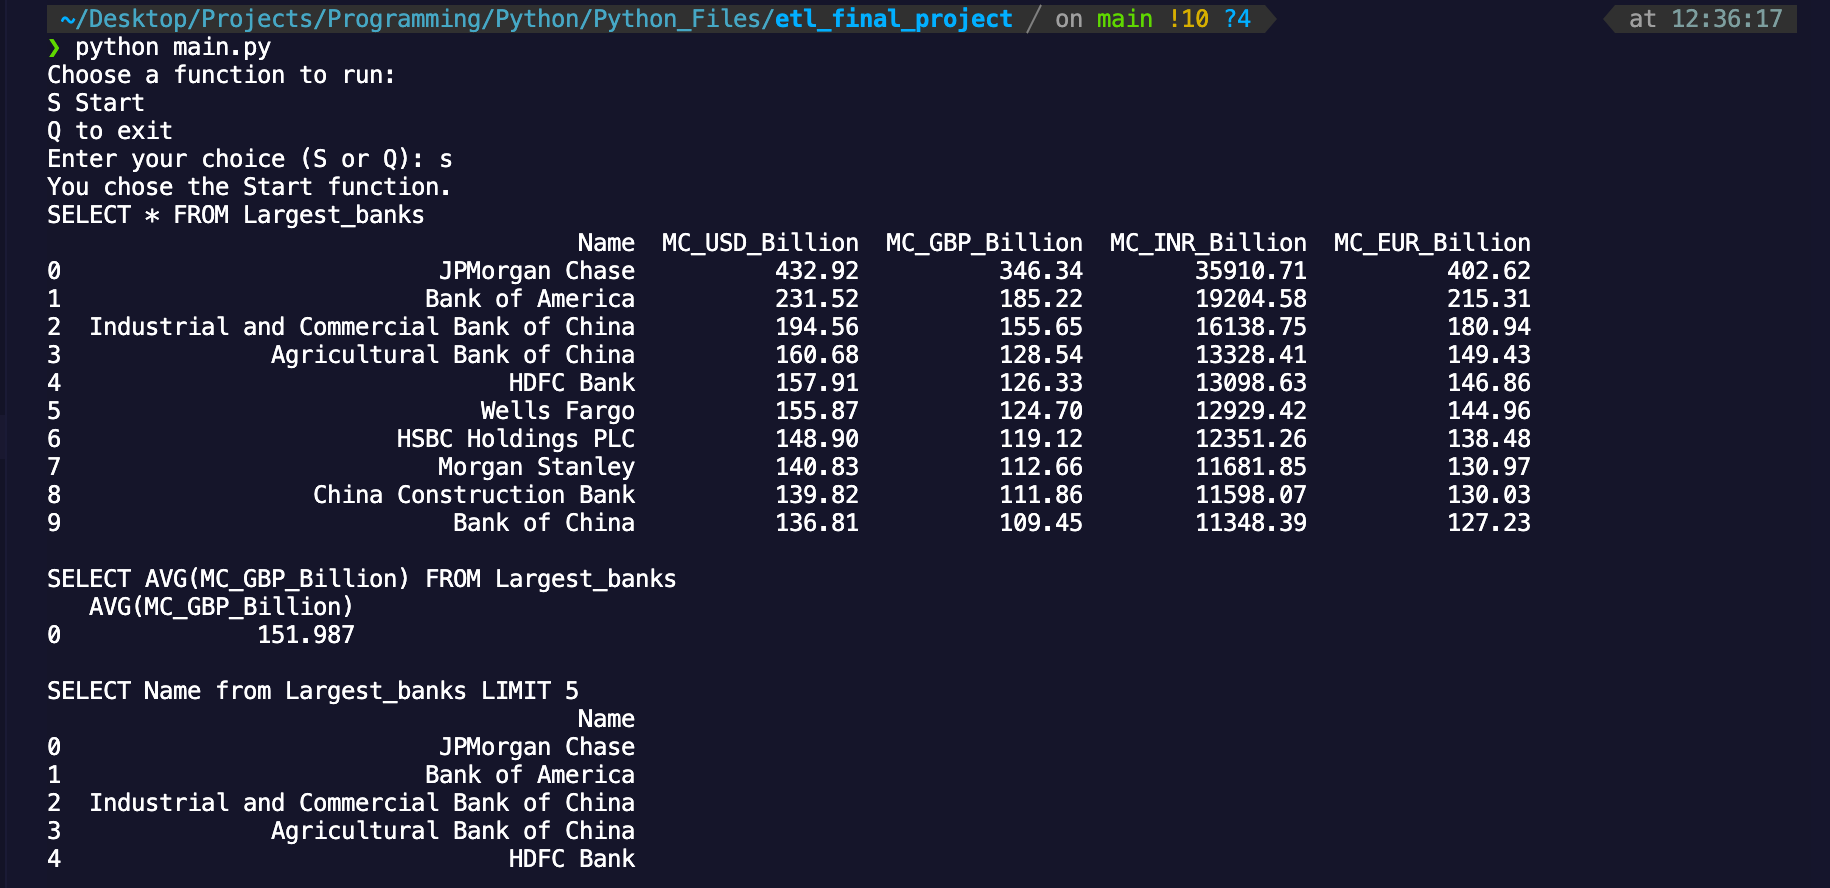 ~/Desktop/Projects/Programming/Python/Python_Files/etl_final_project / on main !10 ?4 at 12:36:17
❯ python main.py
Choose a function to run:
S Start
Q to exit
Enter your choice (S or Q): s
You chose the Start function.
SELECT * FROM Largest_banks
Name MC_USD_Billion MC_GBP_Billion MC_INR_Billion MC_EUR_Billion
0 JPMorgan Chase 432.92 346.34 35910.71 402.62
1 Bank of America 231.52 185.22 19204.58 215.31
2 Industrial and Commercial Bank of China 194.56 155.65 16138.75 180.94
3 Agricultural Bank of China 160.68 128.54 13328.41 149.43
4 HDFC Bank 157.91 126.33 13098.63 146.86
5 Wells Fargo 155.87 124.70 12929.42 144.96
6 HSBC Holdings PLC 148.90 119.12 12351.26 138.48
7 Morgan Stanley 140.83 112.66 11681.85 130.97
8 China Construction Bank 139.82 111.86 11598.07 130.03
9 Bank of China 136.81 109.45 11348.39 127.23
SELECT AVG(MC_GBP_Billion) FROM Largest_banks
AVG(MC_GBP_Billion)
0 151.987
SELECT Name from Largest_banks LIMIT 5
Name
0 JPMorgan Chase
1 Bank of America
2 Industrial and Commercial Bank of China
3 Agricultural Bank of China
4 HDFC Bank